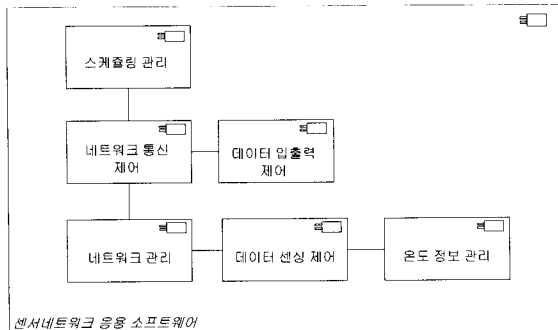 스케쥴링 관리
네트워크 통신
제어
데이터 입출력
제어
네트워크 관리
데이터 센싱 제어
온도 정보 관리
센서네트워크 응용 소프트웨어